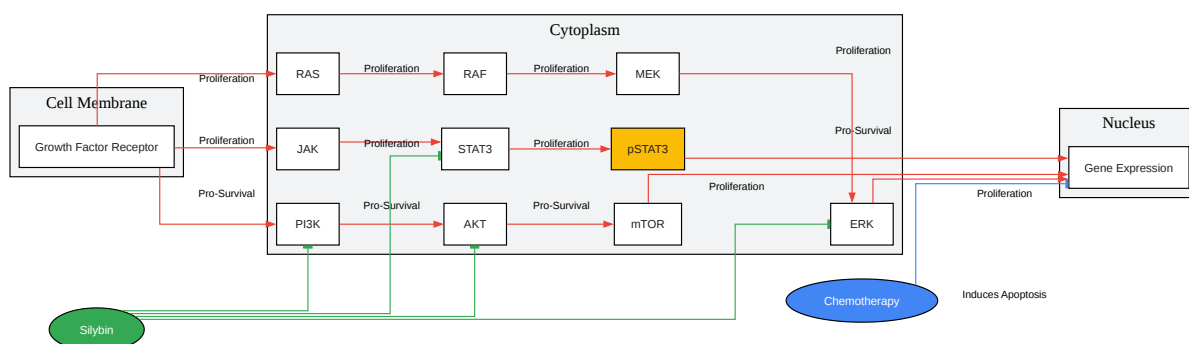 Cytoplasm
Proliferation
RAS
Proliferation
RAF
Proliferation
MEK
Proliferation
Cell Membrane
Growth Factor Receptor
Proliferation
JAK
Proliferation
STAT3
Proliferation
pSTAT3
Pro-Survival
Nucleus
Gene Expression
Pro-Survival
PI3K
Pro-Survival
AKT
Pro-Survival
mTOR
Proliferation
ERK
Proliferation
Silybin
Chemotherapy
Induces Apoptosis